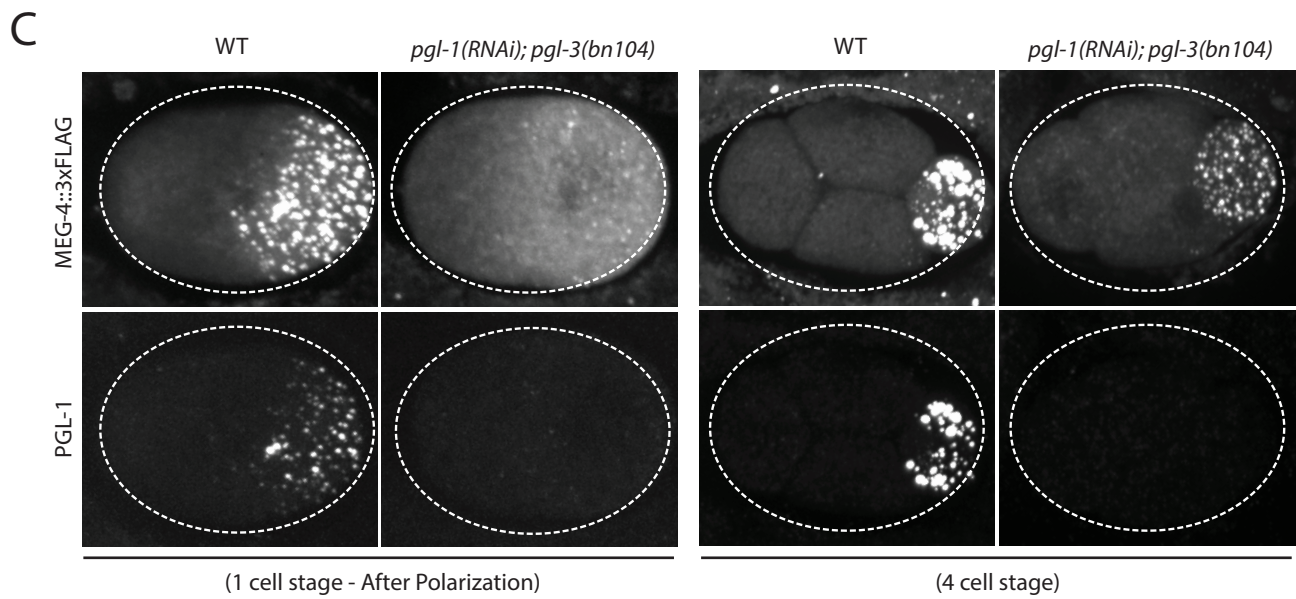 C
WT
pgl-1(RNAi); pgl-3(bn104)
WT
pgl-1(RNAi); pgl-3(bn104)
MEG-4::3xFLAG
PGL-1
(1 cell stage - After Polarization)
(4 cell stage)